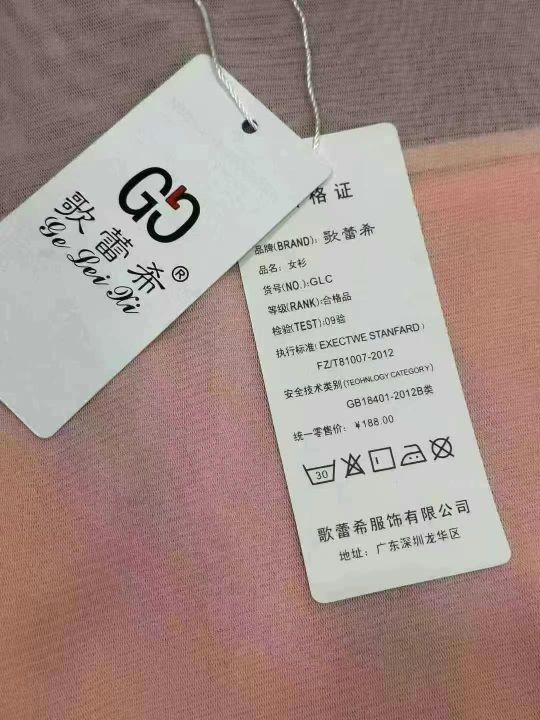 歌蕾希®
Ge Lei Xi
格证
品牌(BRAND): 歌蕾希
品名: 女衫
货号(NO.):GLC
等级(RANK):合格品
检验(TEST):09验
执行标准( EXECTWE STANFARD )
FZ/T81007-2012
安全技术类别(TEOHNLOGY CATEGORY)
GB18401-2012B类
统一零售价: ¥188.00
30
歌蕾希服饰有限公司
地址: 广东深圳龙华区